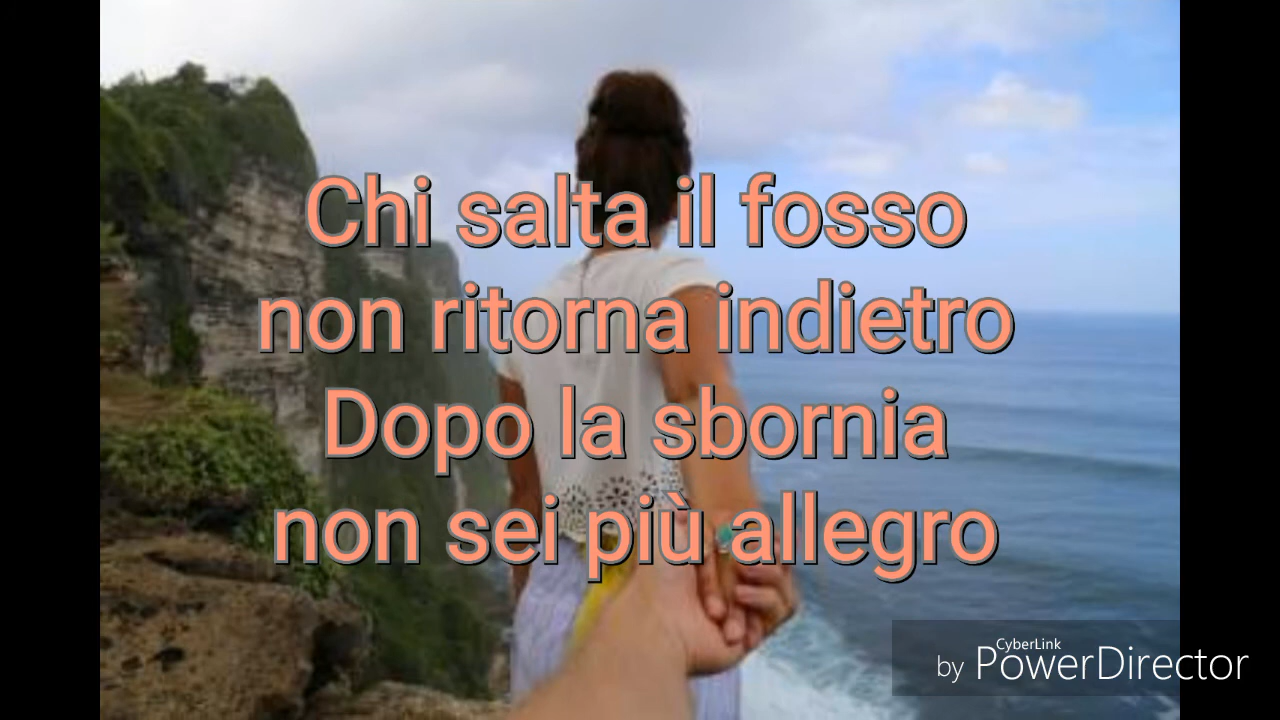 Chi salta il fosso
non ritorna indietro
Dopo la sbornia
non sei più allegro
CyberLink
by PowerDirector